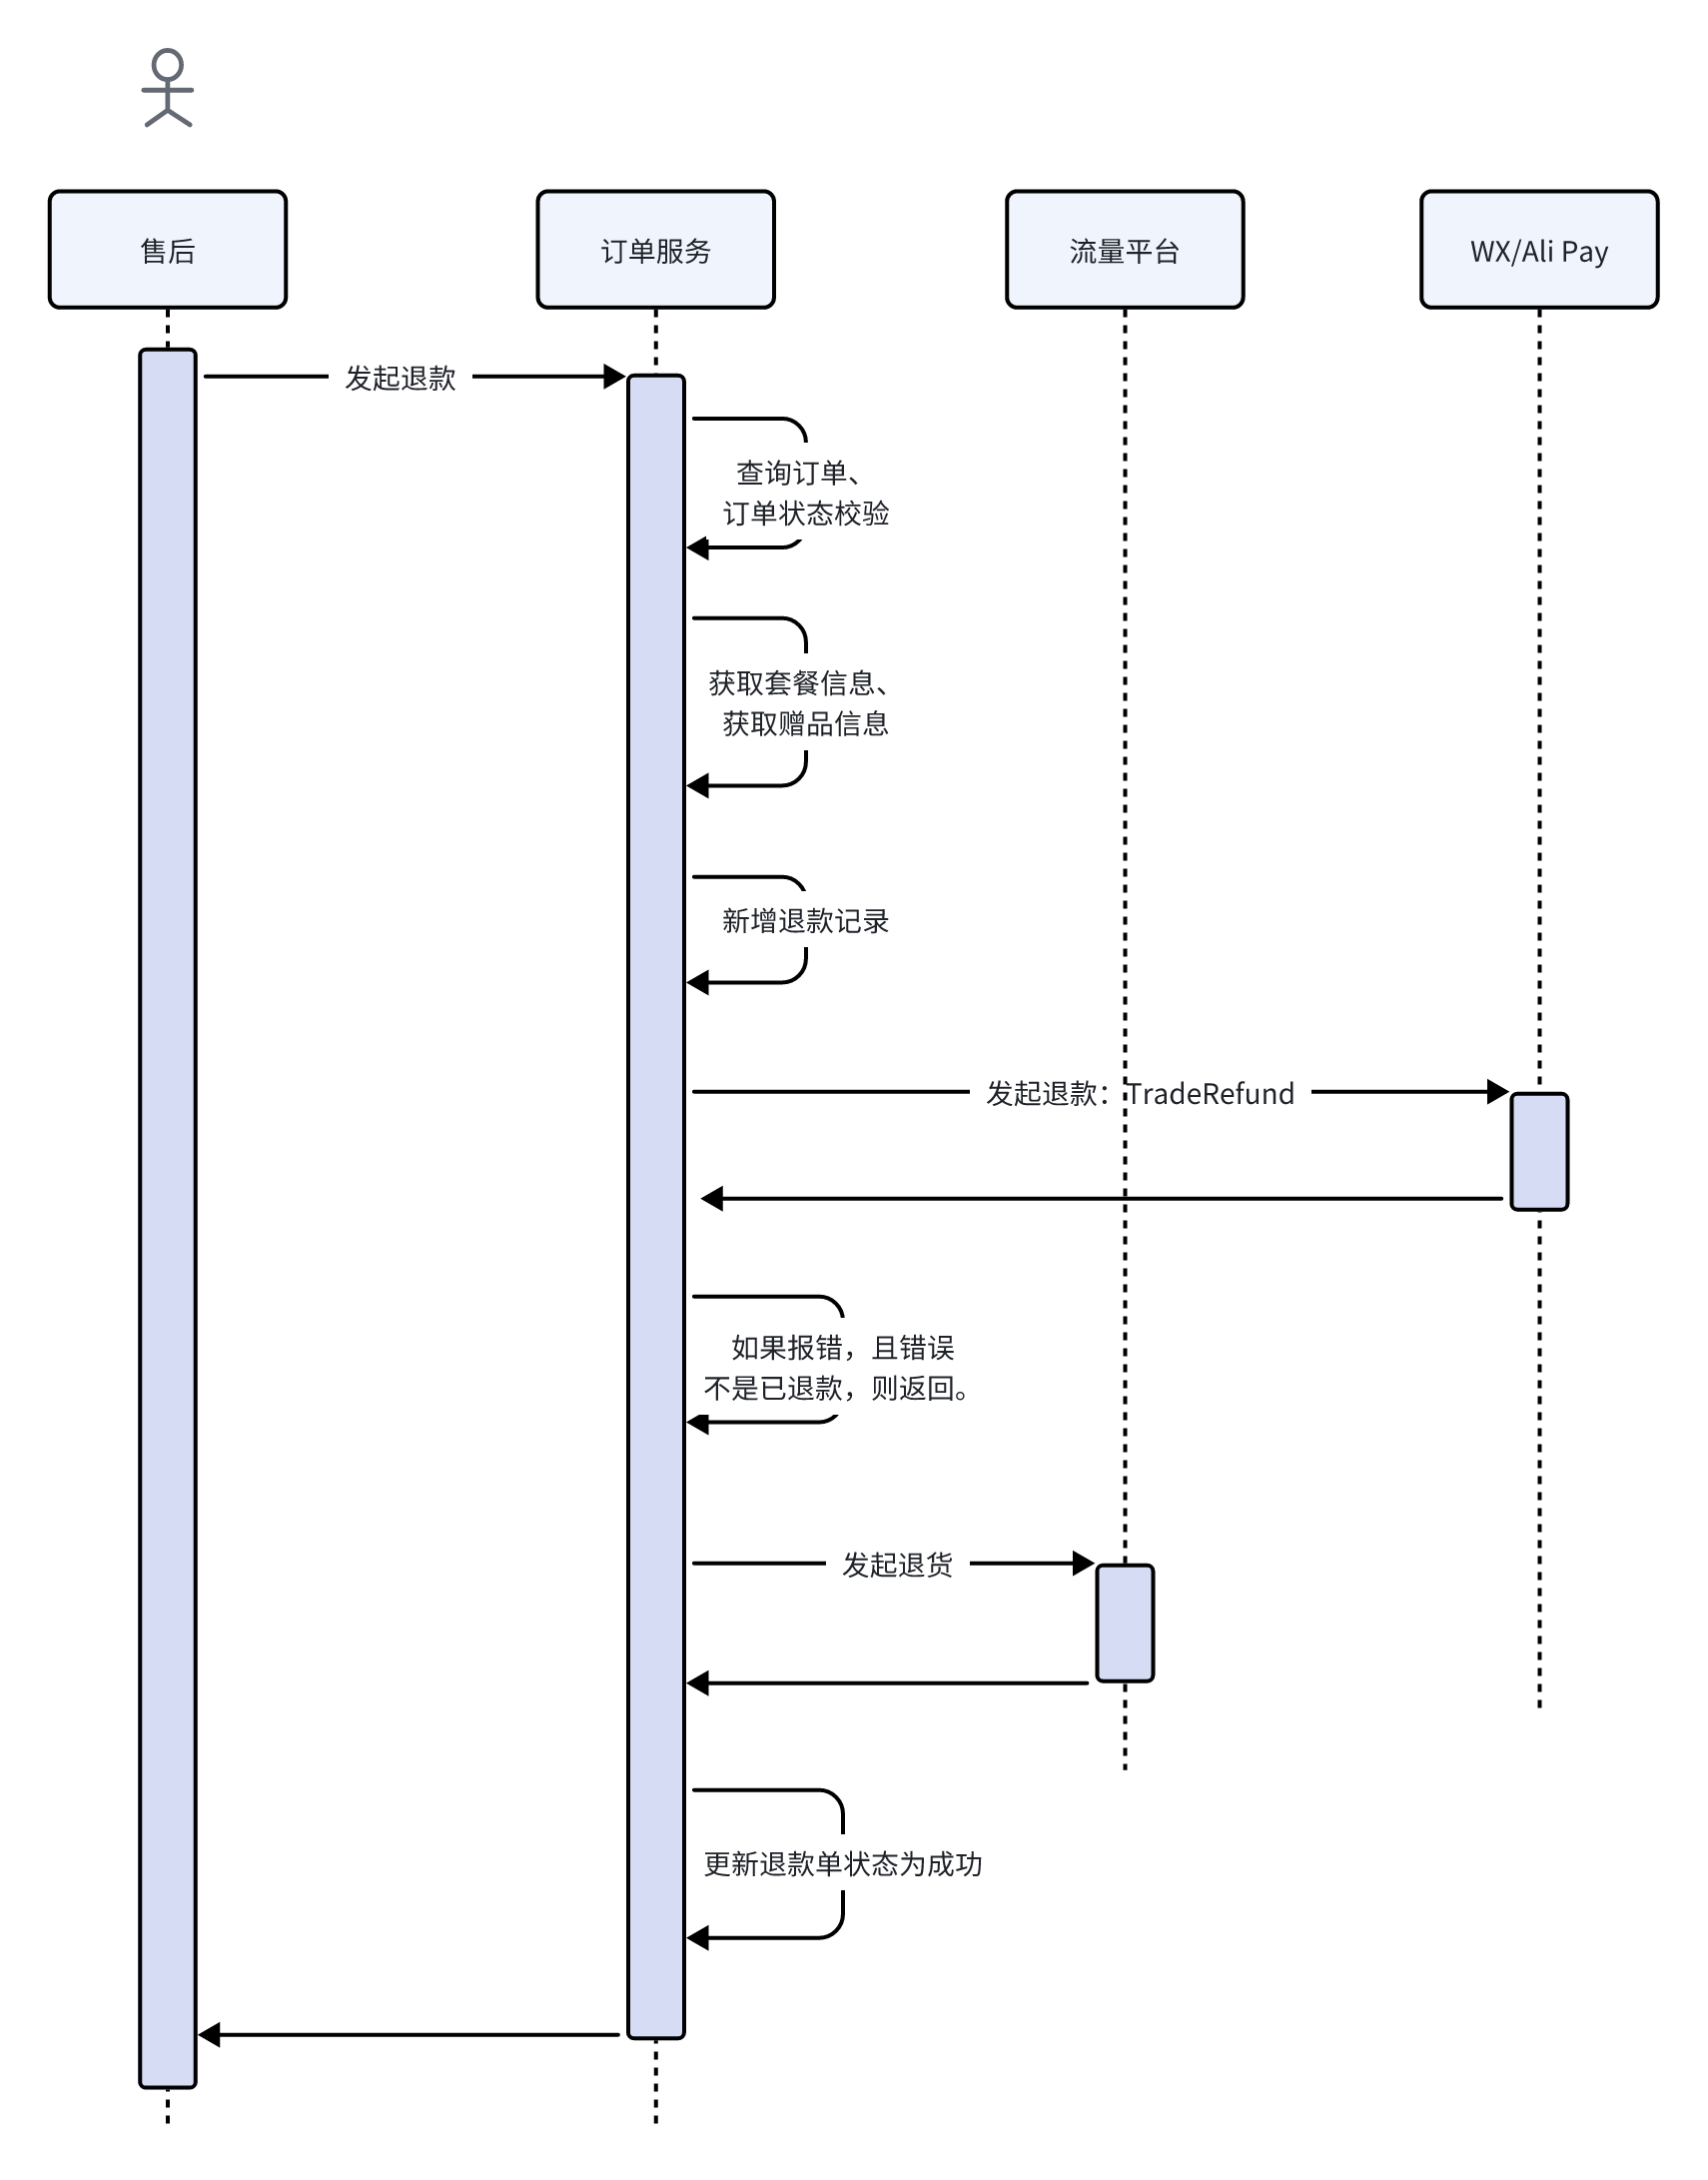 售后
订单服务
流量平台
WX/Ali Pay
发起退款
查询订单、
订单状态校验
获取套餐信息、
获取赠品信息
新增退款记录
发起退款：TradeRefund
如果报错，且错误
不是已退款，则返回。
发起退货
更新退款单状态为成功